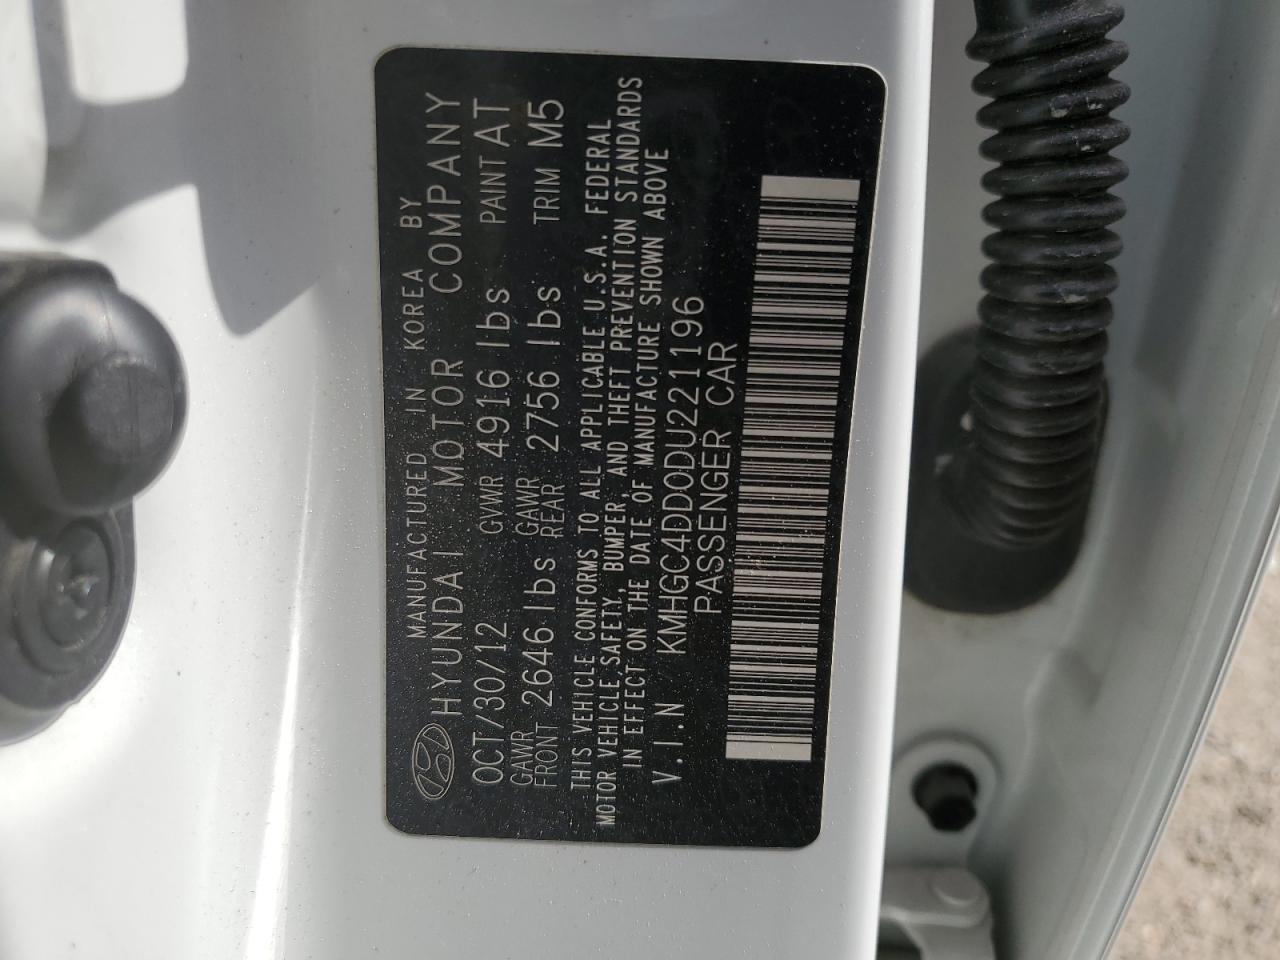 MANUFACTURED IN KOREA BY
HYUNDAI MOTOR COMPANY
OCT/30/12 GVWR 4916 lbs PAINT AT
GAWR FRONT 2646 lbs GAWR REAR 2756 lbs TRIM M5
THIS VEHICLE CONFORMS TO ALL APPLICABLE U.S.A. FEDERAL
MOTOR VEHICLE SAFETY, BUMPER, AND THEFT PREVENTION STANDARDS
IN EFFECT ON THE DATE OF MANUFACTURE SHOWN ABOVE
V.I.N KMHGC4DD0DU221196
PASSENGER CAR